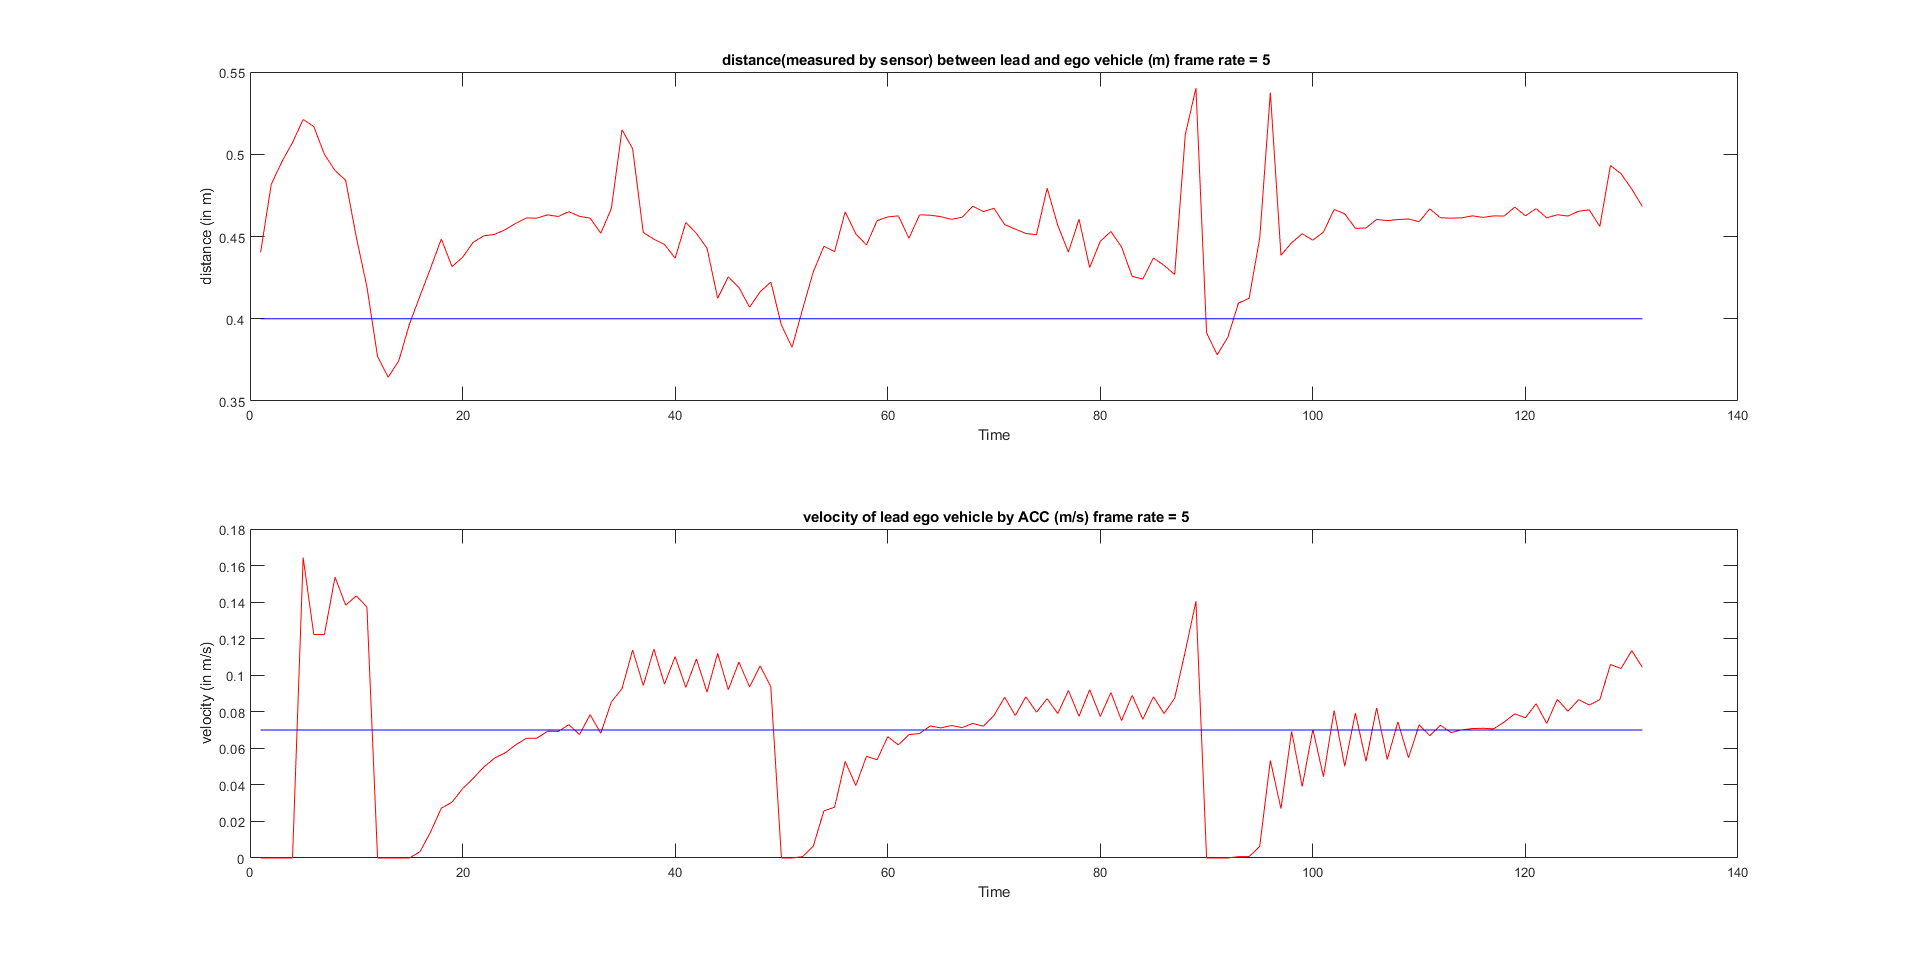 distance(measured by sensor) between lead and ego vehicle (m) frame rate = 5
0.55
0.5
0.45
0.4
0.35
distance (in m)
0 20 40 60 80 100 120 140
Time
velocity of lead ego vehicle by ACC (m/s) frame rate = 5
0.18
0.16
0.14
0.12
0.1
0.08
0.06
0.04
0.02
0
velocity (in m/s)
0 20 40 60 80 100 120 140
Time